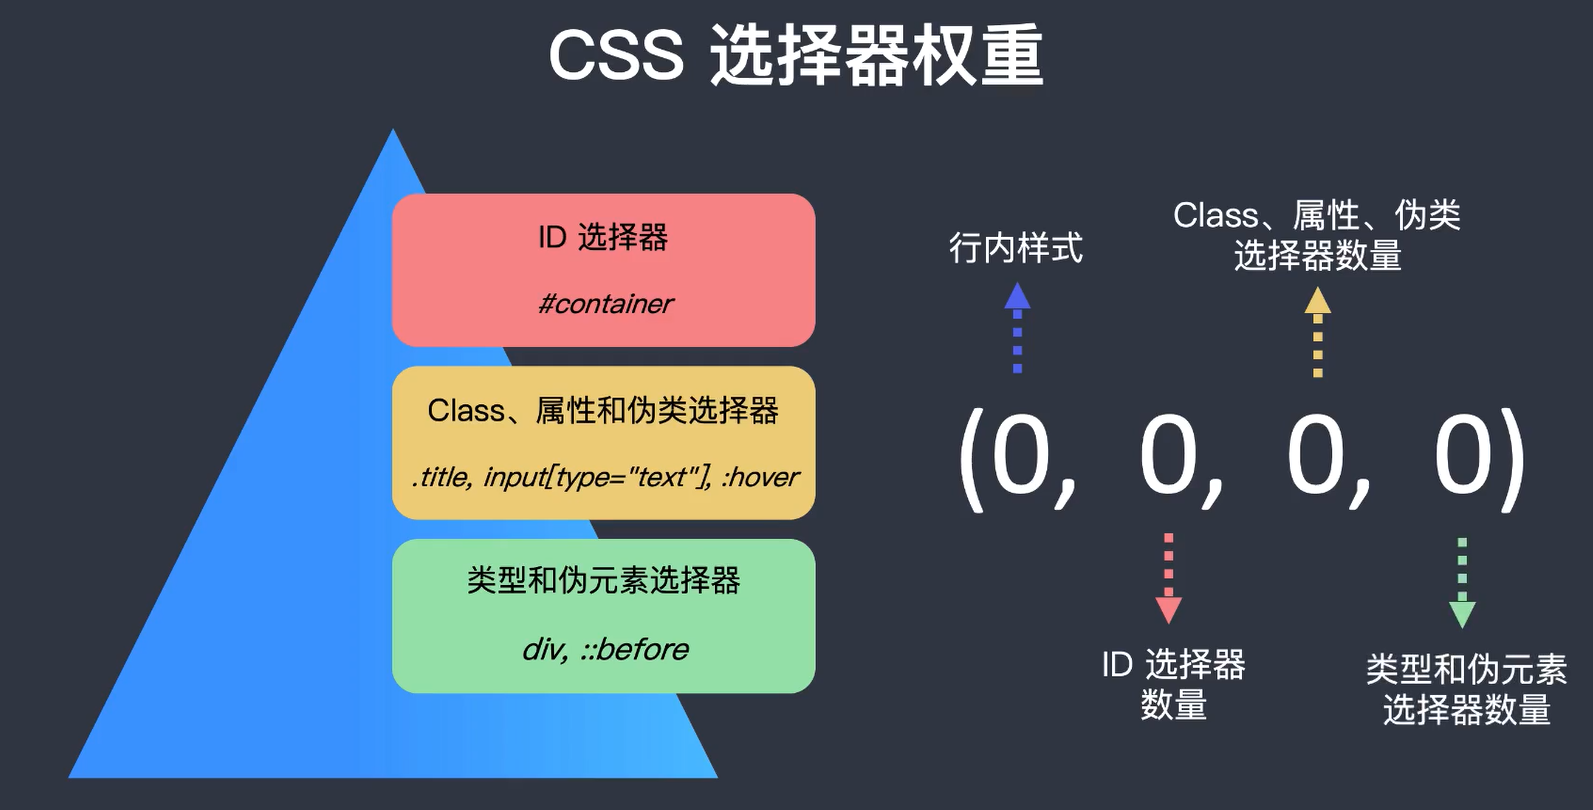 CSS 选择器权重
ID 选择器
#container
Class、属性和伪类选择器
.title, input[type="text"], :hover
类型和伪元素选择器
div, ::before
行内样式
Class、属性、伪类
选择器数量
(0, 0, 0, 0)
ID 选择器
数量
类型和伪元素
选择器数量